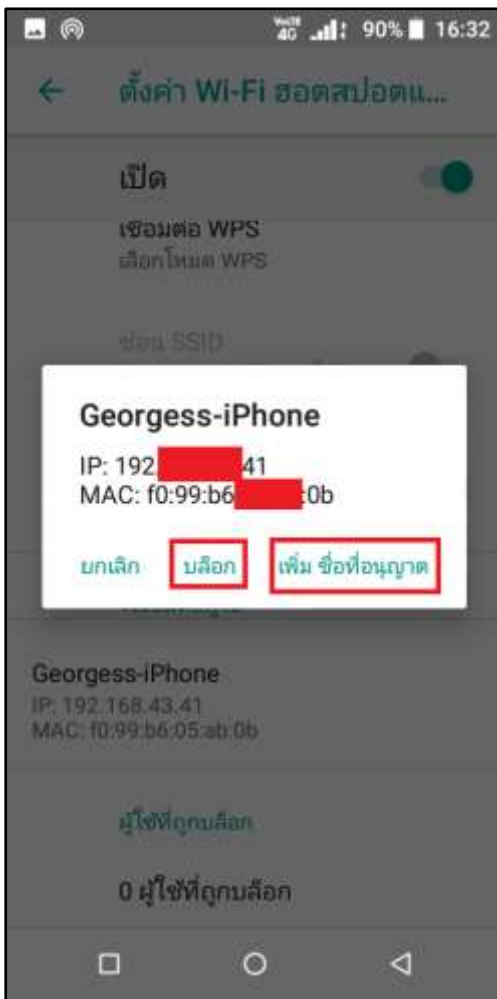 VoLTE 4G 90% 16:32
ตั้งค่า Wi-Fi ฮอตสปอตแ...
เปิด
เชื่อมต่อ WPS
เลือกโหมด WPS
ซ่อน SSID
Georgess-iPhone
IP: 192. 41
MAC: f0:99:b6 :0b
ยกเลิก บล็อก เพิ่ม ชื่อที่อนุญาต
Georgess-iPhone
IP: 192.168.43.41
MAC: f0:99:b6:05:ab:0b
ผู้ใช้ที่ถูกบล็อก
0 ผู้ใช้ที่ถูกบล็อก